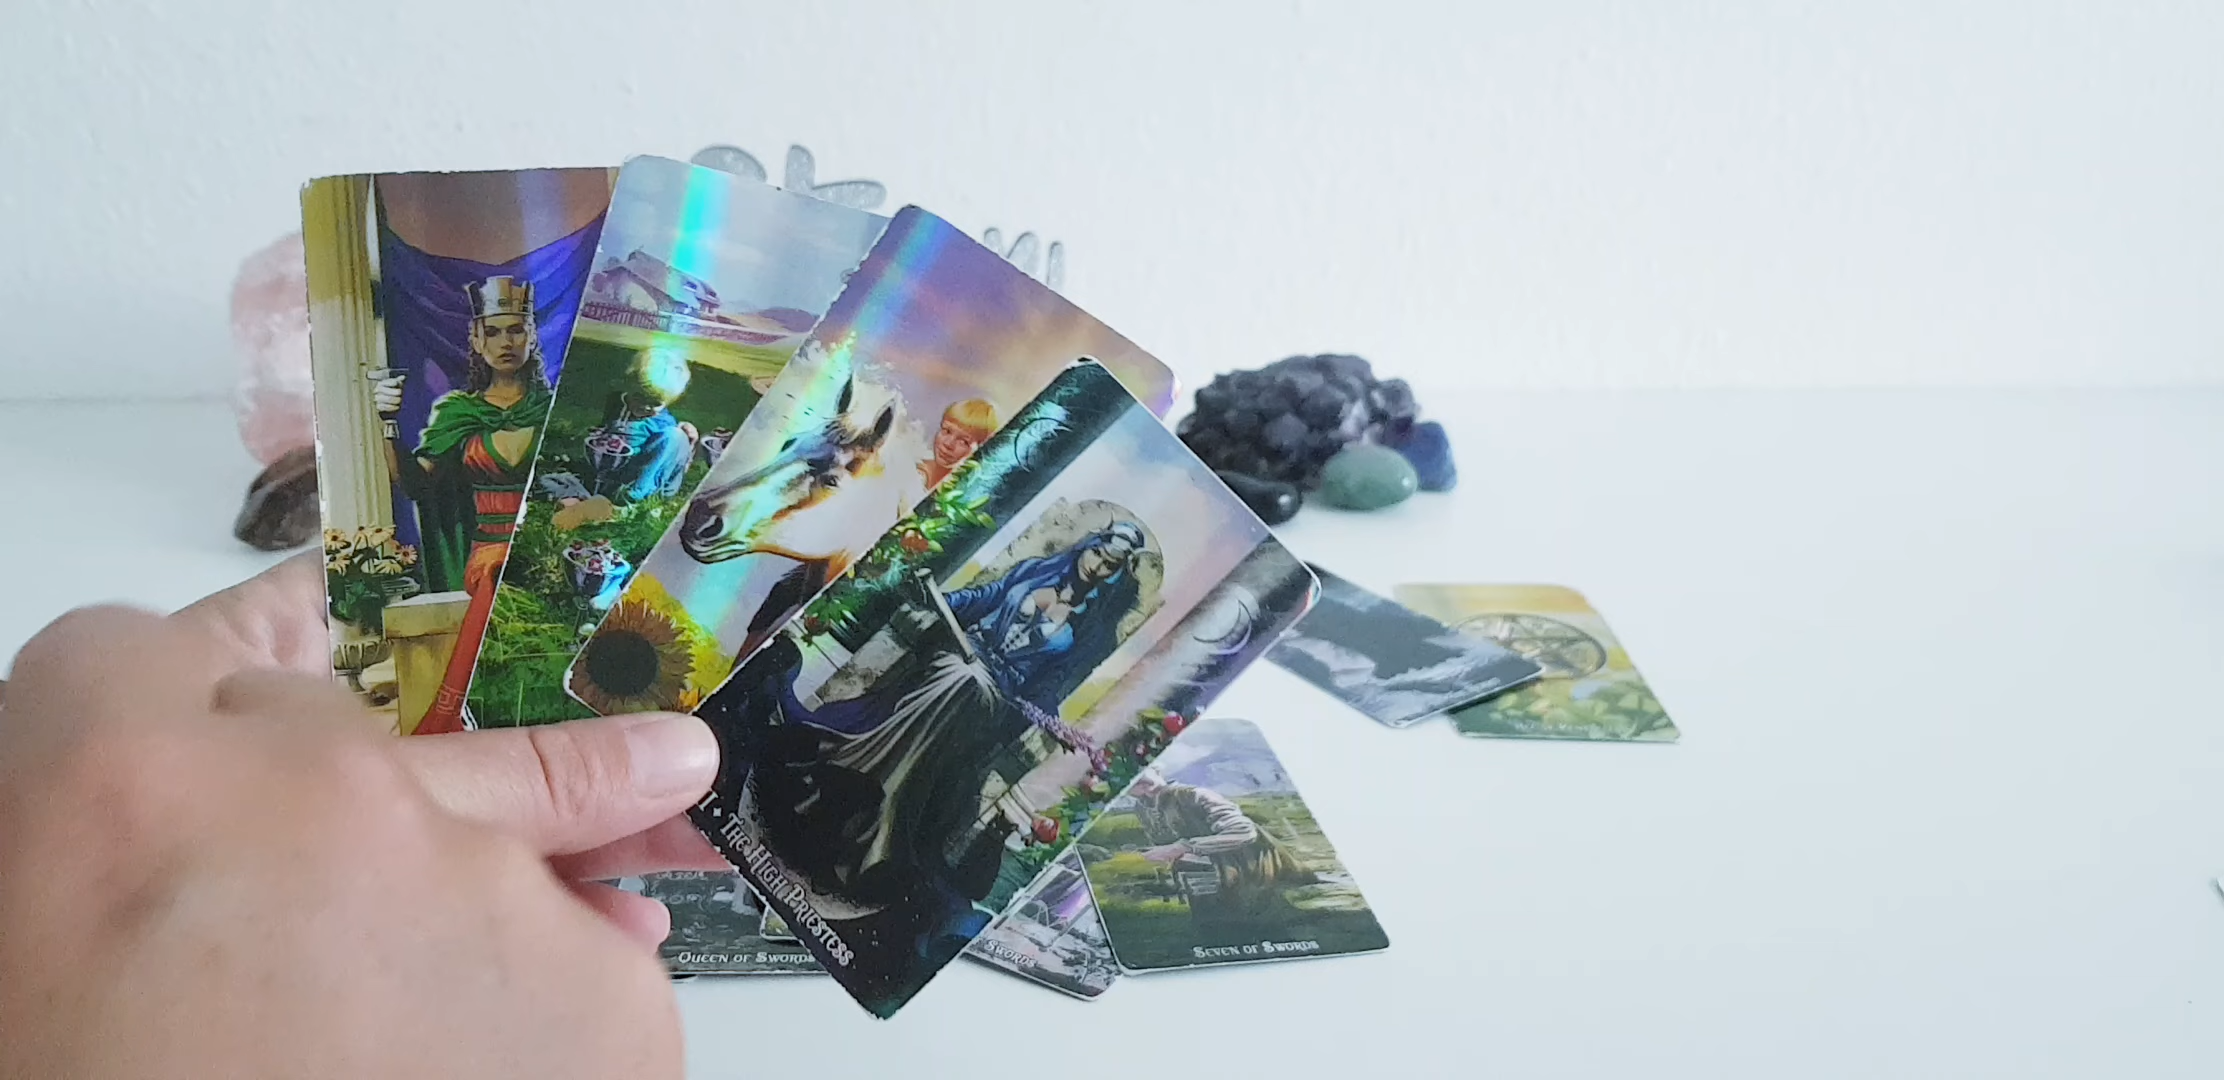 II ✦ THE HIGH PRIESTESS
QUEEN OF SWORDS
SWORDS
SEVEN OF SWORDS